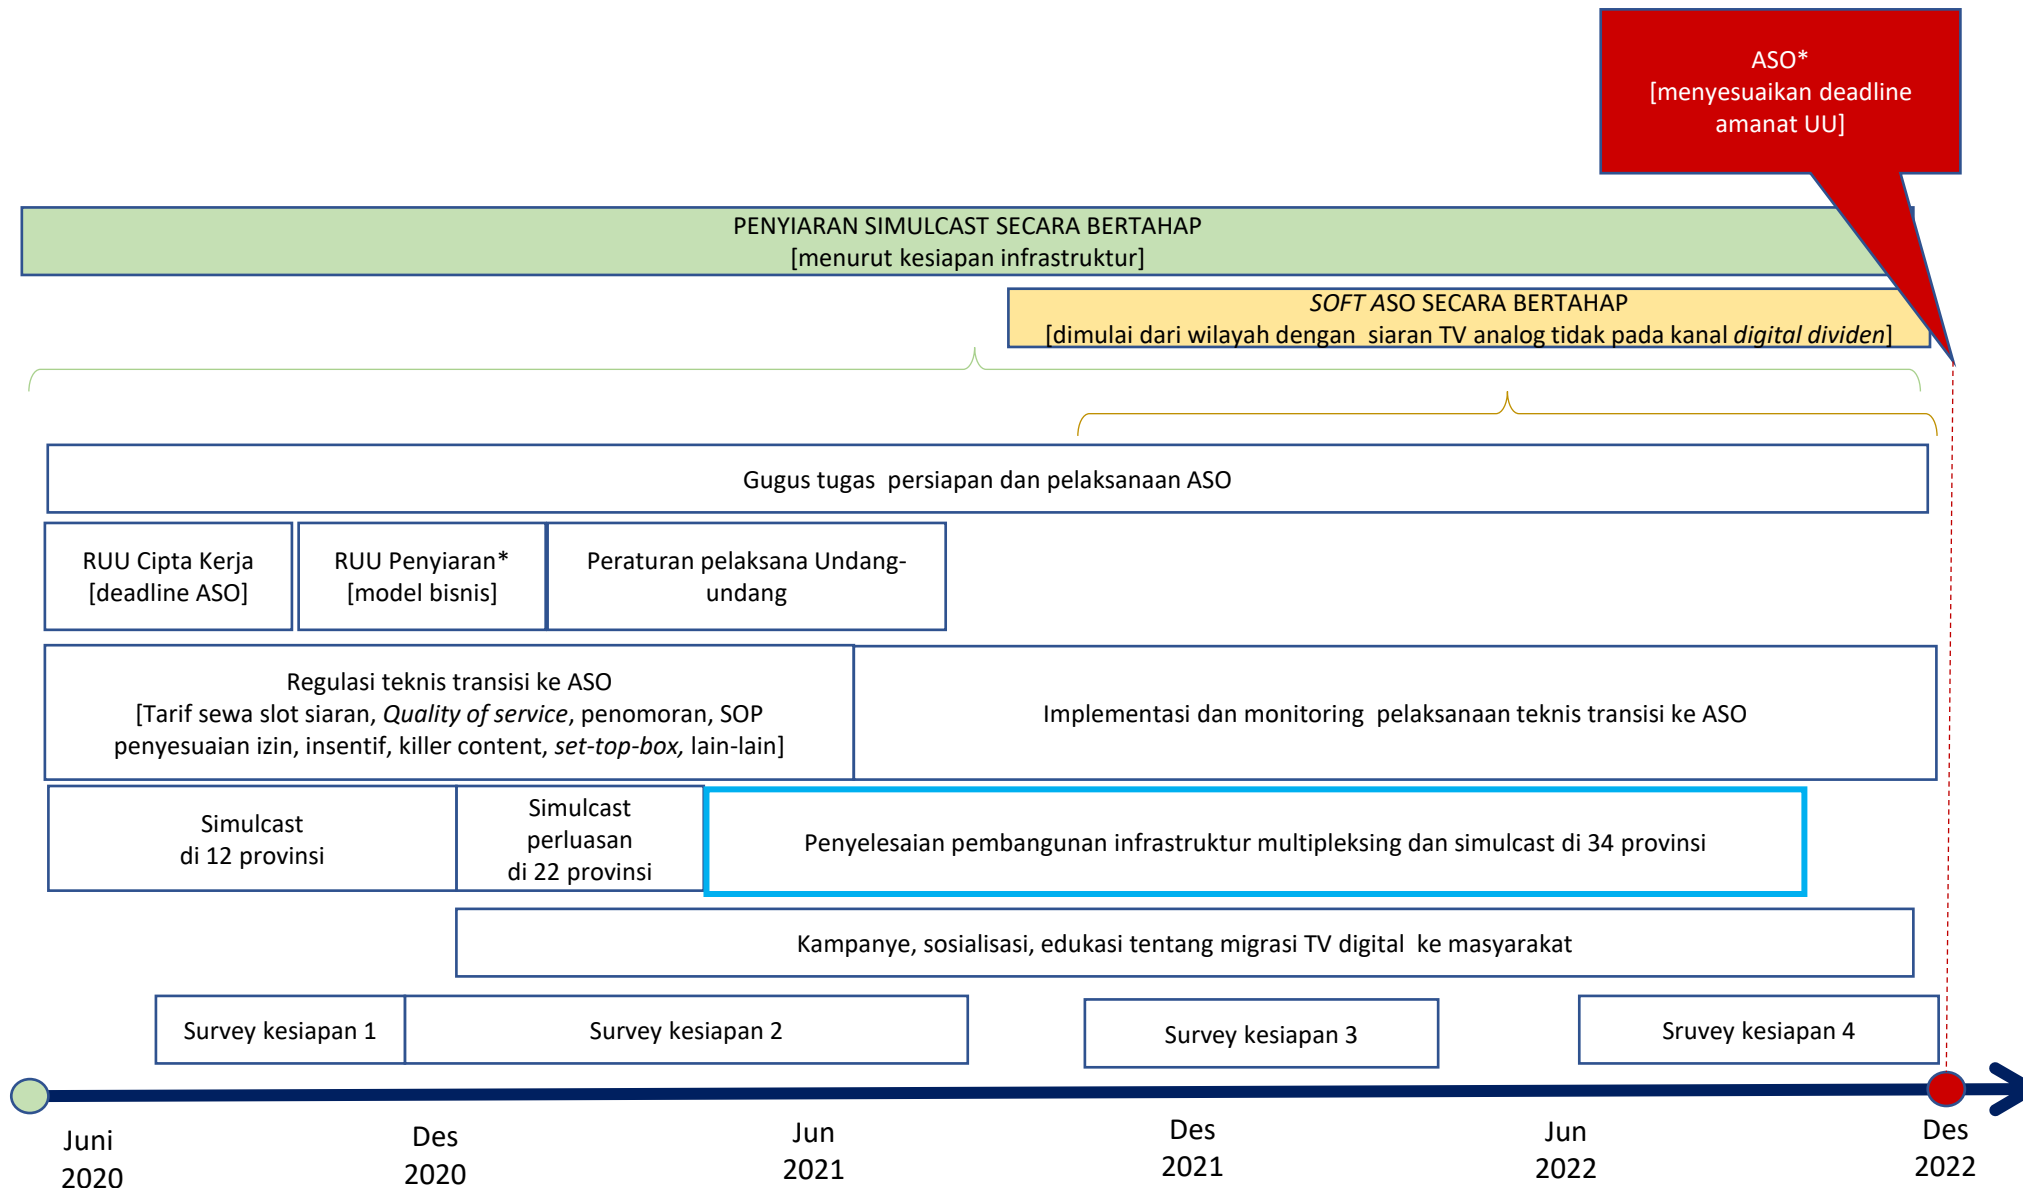 ASO*
[menyesuaikan deadline
amanat UU]
PENYIARAN SIMULCAST SECARA BERTAHAP
[menurut kesiapan infrastruktur]
SOFT ASO SECARA BERTAHAP
[dimulai dari wilayah dengan siaran TV analog tidak pada kanal digital dividen]
Gugus tugas persiapan dan pelaksanaan ASO
RUU Cipta Kerja
[deadline ASO]
RUU Penyiaran*
[model bisnis]
Peraturan pelaksana Undang-
undang
Regulasi teknis transisi ke ASO
[Tarif sewa slot siaran, Quality of service, penomoran, SOP
penyesuaian izin, insentif, killer content, set-top-box, lain-lain]
Implementasi dan monitoring pelaksanaan teknis transisi ke ASO
Simulcast
di 12 provinsi
Simulcast
perluasan
di 22 provinsi
Penyelesaian pembangunan infrastruktur multipleksing dan simulcast di 34 provinsi
Kampanye, sosialisasi, edukasi tentang migrasi TV digital ke masyarakat
Survey kesiapan 1
Survey kesiapan 2
Survey kesiapan 3
Sruvey kesiapan 4
Juni
2020
Des
2020
Jun
2021
Des
2021
Jun
2022
Des
2022